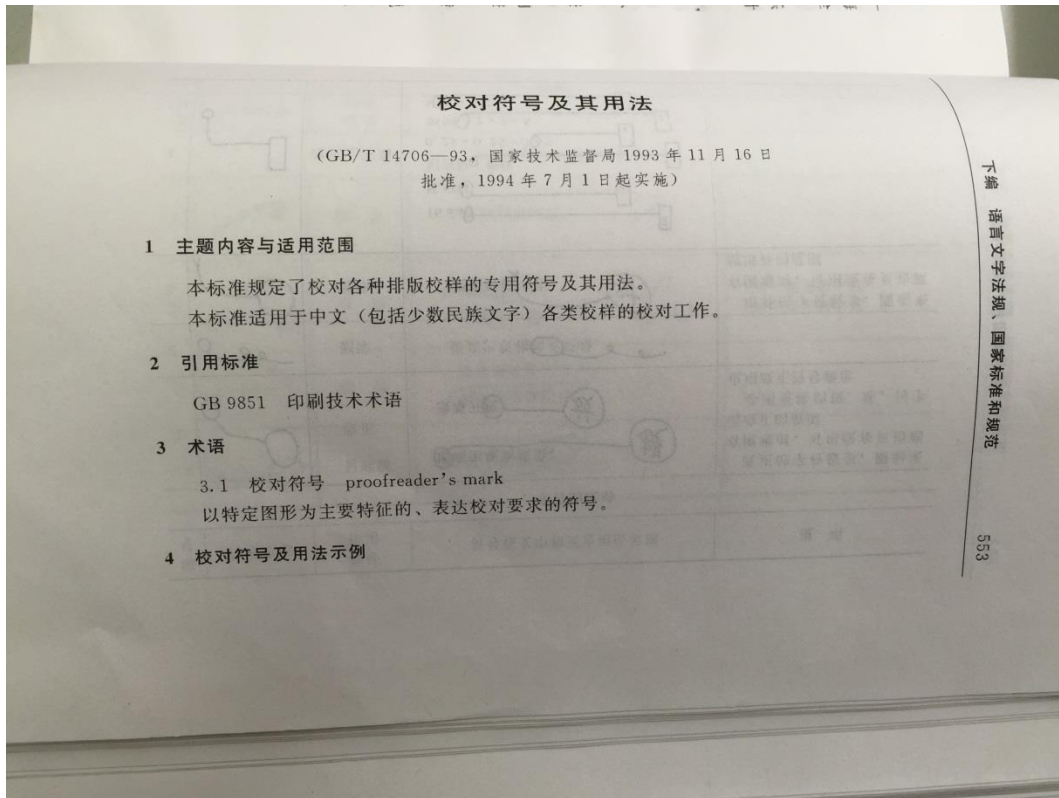 校对符号及其用法
（GB/T 14706—93，国家技术监督局 1993 年 11 月 16 日
批准，1994 年 7 月 1 日起实施）
1 主题内容与适用范围
本标准规定了校对各种排版校样的专用符号及其用法。
本标准适用于中文（包括少数民族文字）各类校样的校对工作。
2 引用标准
GB 9851 印刷技术术语
3 术语
3.1 校对符号 proofreader's mark
以特定图形为主要特征的、表达校对要求的符号。
4 校对符号及用法示例
下编 语言文字法规、国家标准和规范
553